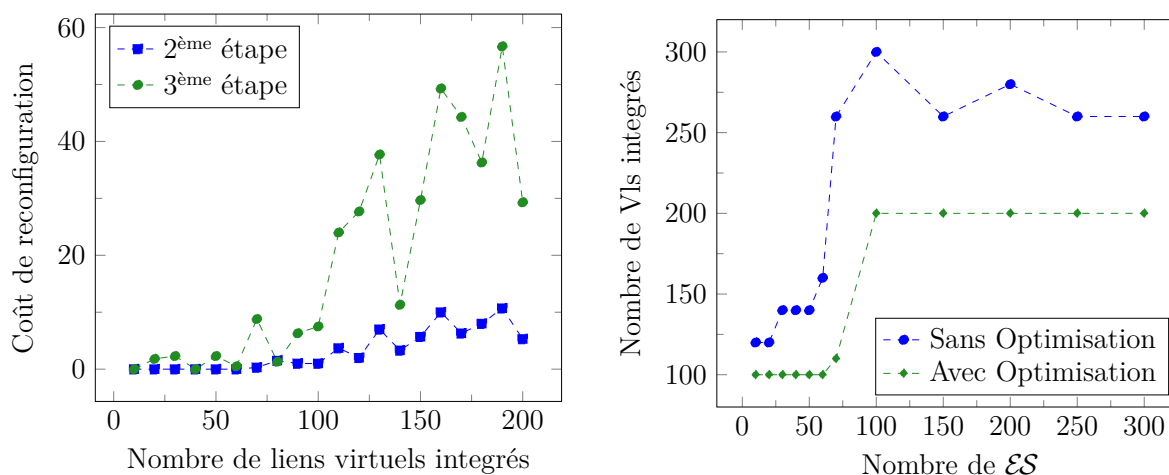 60
40
20
0
0
50
100
150
200
Coût de reconfiguration
Nombre de liens virtuels integrés
2ème étape
3ème étape
300
250
200
150
100
0
50
100
150
200
250
300
Nombre de Vls integrés
Nombre de ES
Sans Optimisation
Avec Optimisation